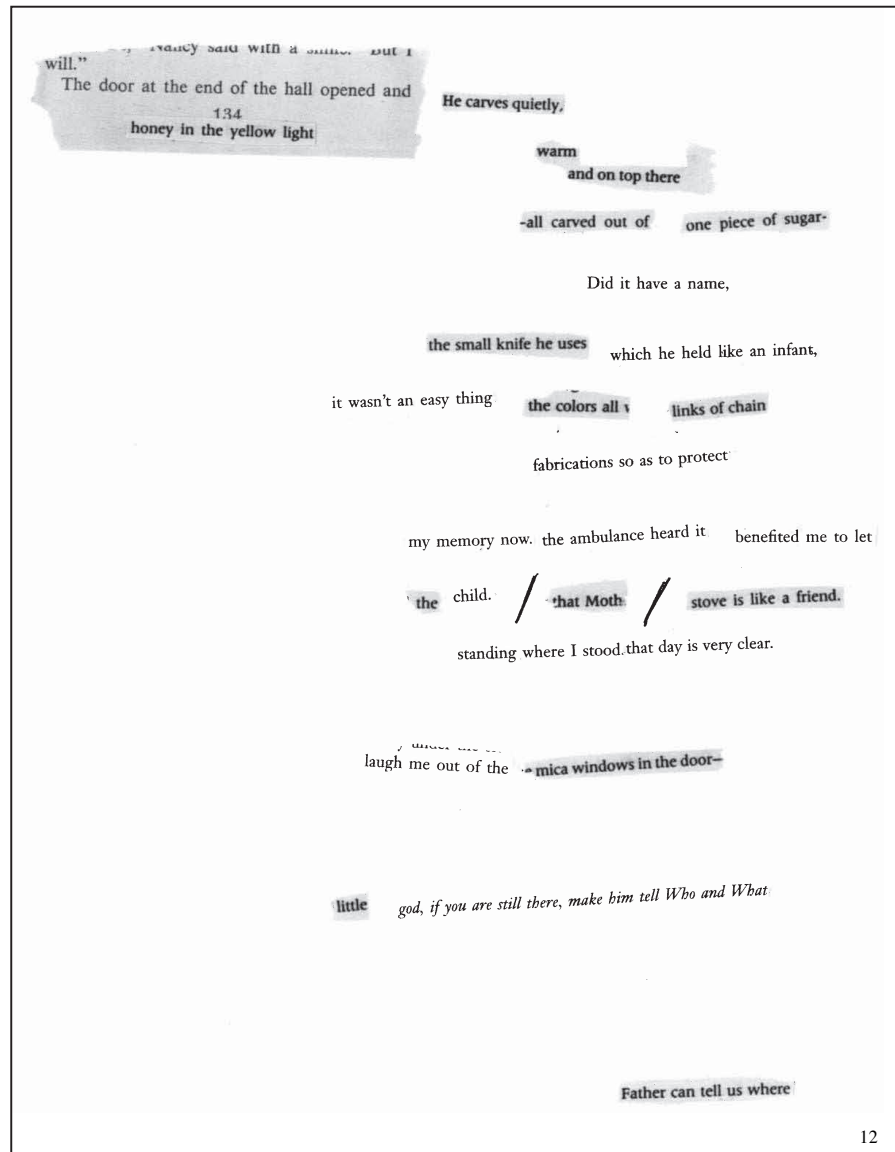 Nancy said with a But I
will."
The door at the end of the hall opened and
134
honey in the yellow light
He carves quietly,
warm
and on top there
-all carved out of one piece of sugar-
Did it have a name,
the small knife he uses which he held like an infant,
it wasn't an easy thing the colors all links of chain
fabrications so as to protect
my memory now. the ambulance heard it benefited me to let
the child. / that Moth / stove is like a friend.
standing where I stood. that day is very clear.
laugh me out of the - mica windows in the door-
little god, if you are still there, make him tell Who and What
Father can tell us where
12